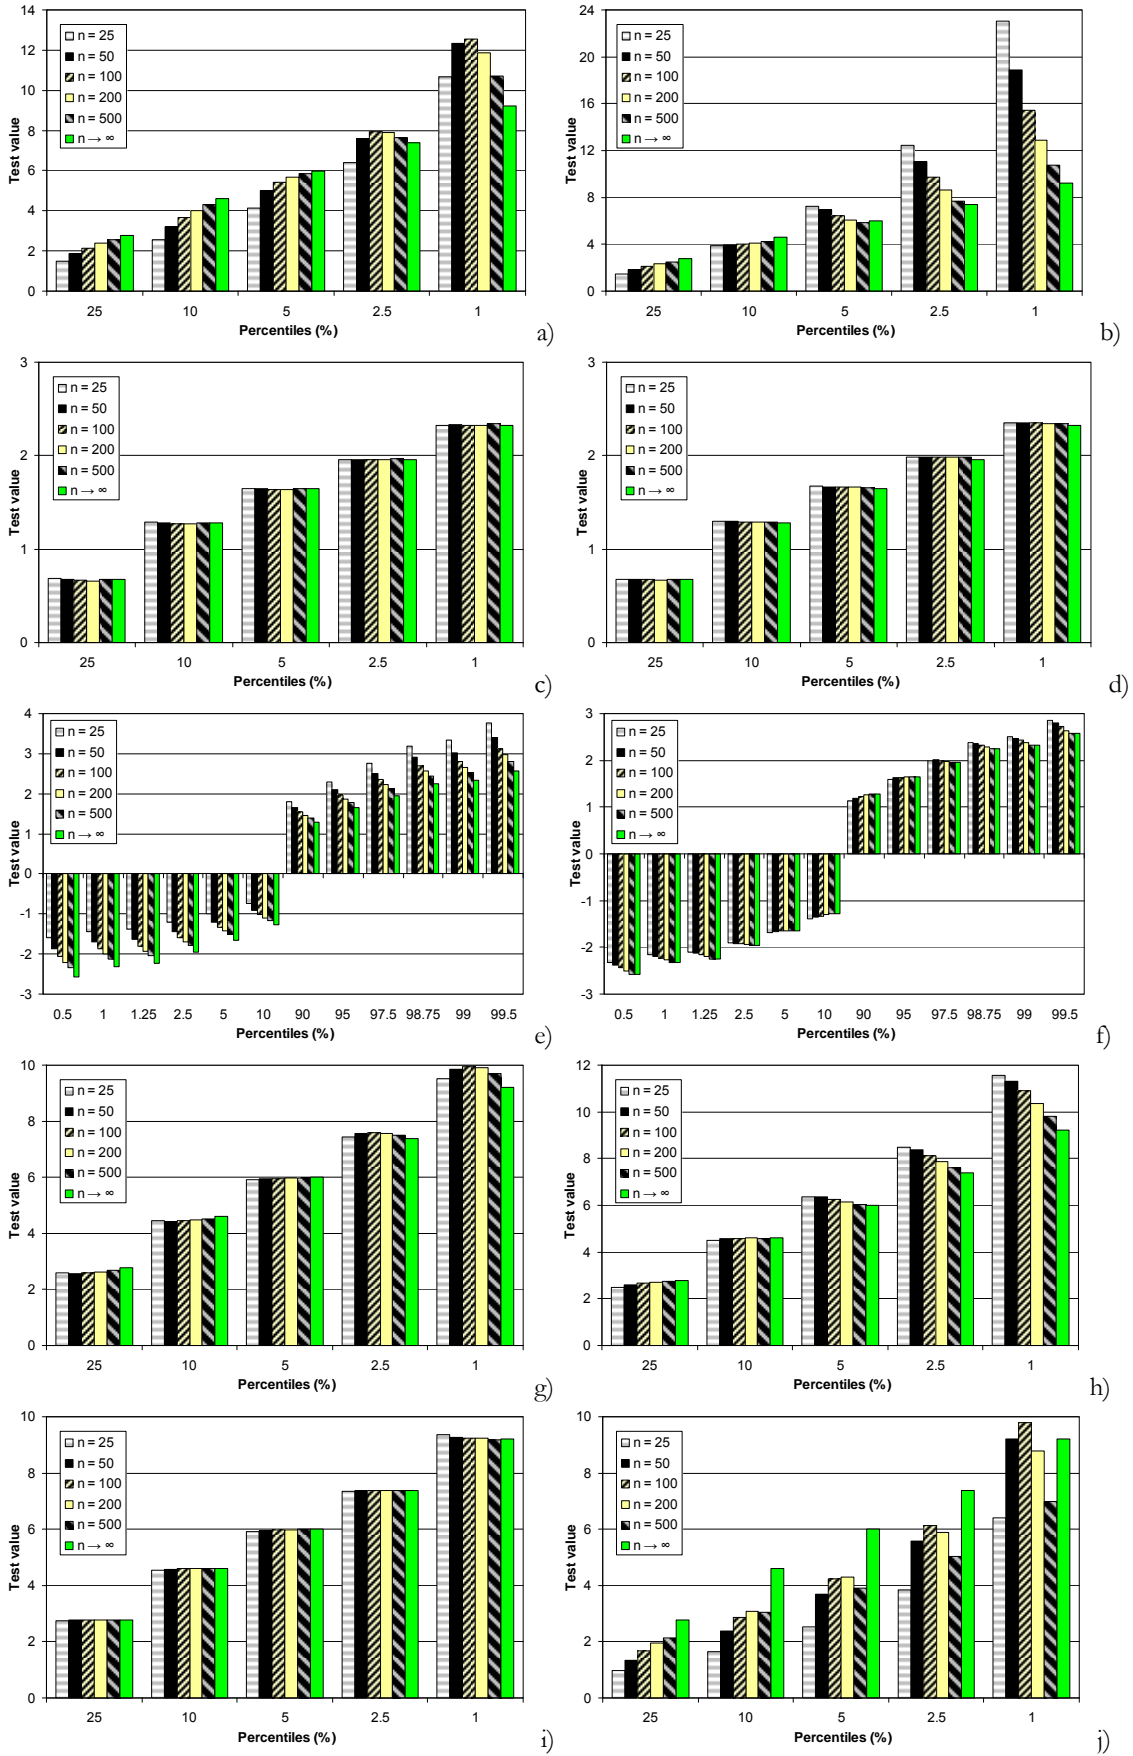 14
12
10
8
6
4
2
0
Test value
n = 25
n = 50
n = 100
n = 200
n = 500
n → ∞
25 10 5 2.5 1
Percentiles (%)
a)
24
20
16
12
8
4
0
Test value
n = 25
n = 50
n = 100
n = 200
n = 500
n → ∞
25 10 5 2.5 1
Percentiles (%)
b)
3
2
1
0
Test value
n = 25
n = 50
n = 100
n = 200
n = 500
n → ∞
25 10 5 2.5 1
Percentiles (%)
c)
3
2
1
0
Test value
n = 25
n = 50
n = 100
n = 200
n = 500
n → ∞
25 10 5 2.5 1
Percentiles (%)
d)
4
3
2
1
0
-1
-2
-3
Test value
n = 25
n = 50
n = 100
n = 200
n = 500
n → ∞
0.5 1 1.25 2.5 5 10 90 95 97.5 98.75 99 99.5
Percentiles (%)
e)
3
2
1
0
-1
-2
-3
Test value
n = 25
n = 50
n = 100
n = 200
n = 500
n → ∞
0.5 1 1.25 2.5 5 10 90 95 97.5 98.75 99 99.5
Percentiles (%)
f)
10
8
6
4
2
0
Test value
n = 25
n = 50
n = 100
n = 200
n = 500
n → ∞
25 10 5 2.5 1
Percentiles (%)
g)
12
10
8
6
4
2
0
Test value
n = 25
n = 50
n = 100
n = 200
n = 500
n → ∞
25 10 5 2.5 1
Percentiles (%)
h)
10
8
6
4
2
0
Test value
n = 25
n = 50
n = 100
n = 200
n = 500
n → ∞
25 10 5 2.5 1
Percentiles (%)
i)
10
8
6
4
2
0
Test value
n = 25
n = 50
n = 100
n = 200
n = 500
n → ∞
25 10 5 2.5 1
Percentiles (%)
j)